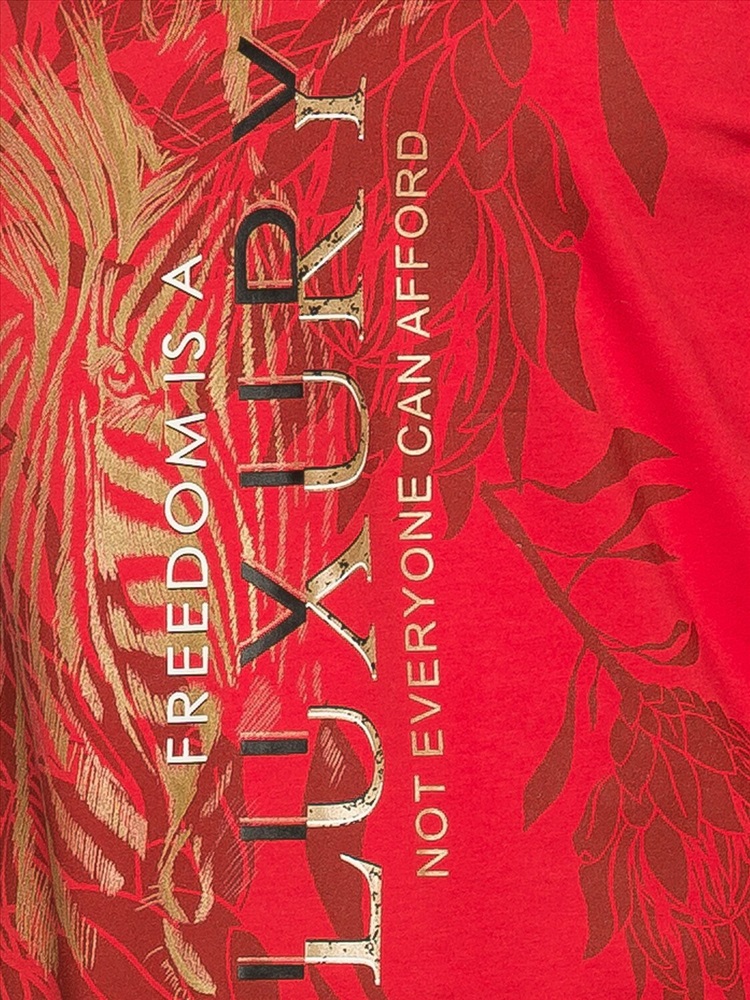 FREEDOM IS A
LUXURY
NOT EVERYONE CAN AFFORD